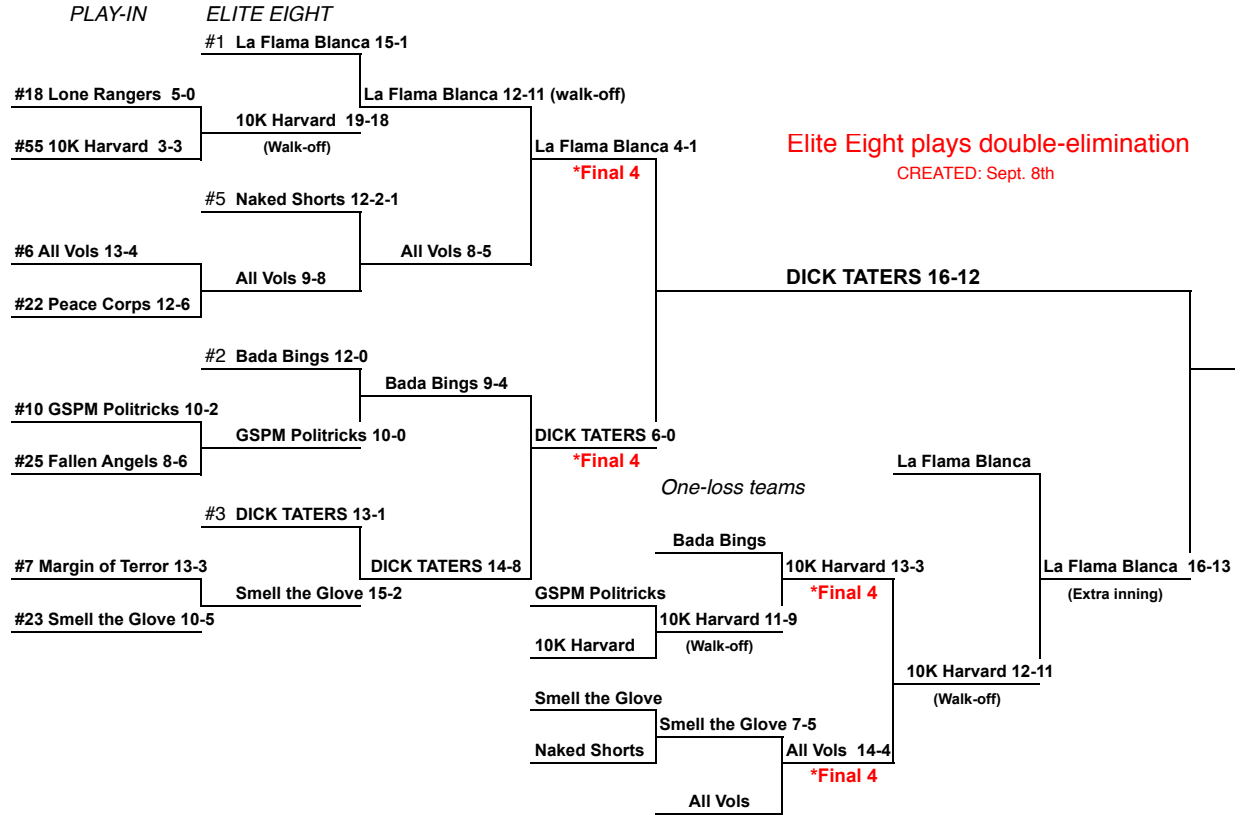 PLAY-IN ELITE EIGHT
#1 La Flama Blanca 15-1
#18 Lone Rangers 5-0
La Flama Blanca 12-11 (walk-off)
10K Harvard 19-18
(Walk-off)
#55 10K Harvard 3-3
La Flama Blanca 4-1
*Final 4
Elite Eight plays double-elimination
CREATED: Sept. 8th
#5 Naked Shorts 12-2-1
#6 All Vols 13-4
All Vols 8-5
All Vols 9-8
#22 Peace Corps 12-6
DICK TATERS 16-12
#2 Bada Bings 12-0
Bada Bings 9-4
#10 GSPM Politricks 10-2
GSPM Politricks 10-0
#25 Fallen Angels 8-6
DICK TATERS 6-0
*Final 4
La Flama Blanca
One-loss teams
#3 DICK TATERS 13-1
Bada Bings
#7 Margin of Terror 13-3
DICK TATERS 14-8
10K Harvard 13-3
*Final 4
La Flama Blanca 16-13
(Extra inning)
Smell the Glove 15-2
GSPM Politricks
#23 Smell the Glove 10-5
10K Harvard 11-9
(Walk-off)
10K Harvard
10K Harvard 12-11
(Walk-off)
Smell the Glove
Smell the Glove 7-5
Naked Shorts
All Vols 14-4
*Final 4
All Vols